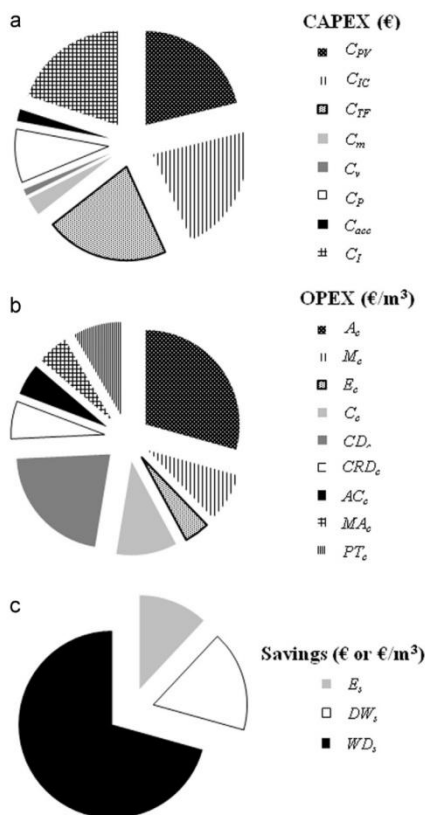 a
CAPEX (€)
C_PV
C_IC
C_TF
C_m
C_v
C_P
C_acc
C_I
b
OPEX (€/m³)
A_c
M_c
E_c
C_c
CD_c
CRD_c
AC_c
MA_c
PT_c
c
Savings (€ or €/m³)
E_s
DW_s
WD_s